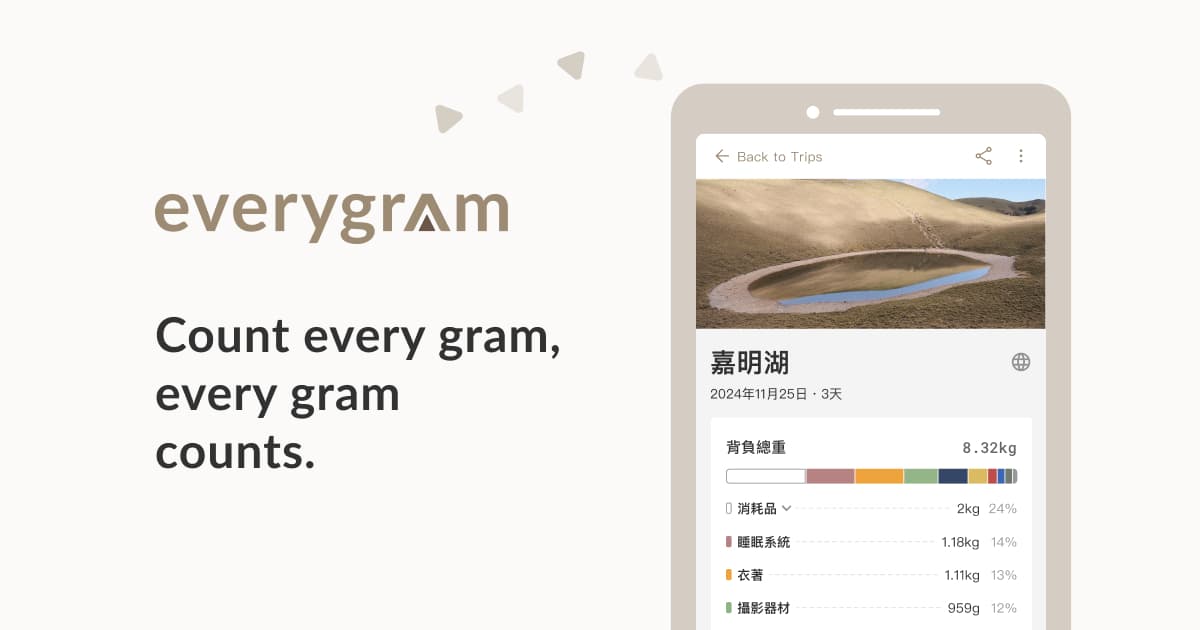 everygram
Count every gram,
every gram
counts.
Back to Trips
嘉明湖
2024年11月25日・3天
背負總重 8.32kg
消耗品 2kg 24%
睡眠系統 1.18kg 14%
衣著 1.11kg 13%
攝影器材 959g 12%